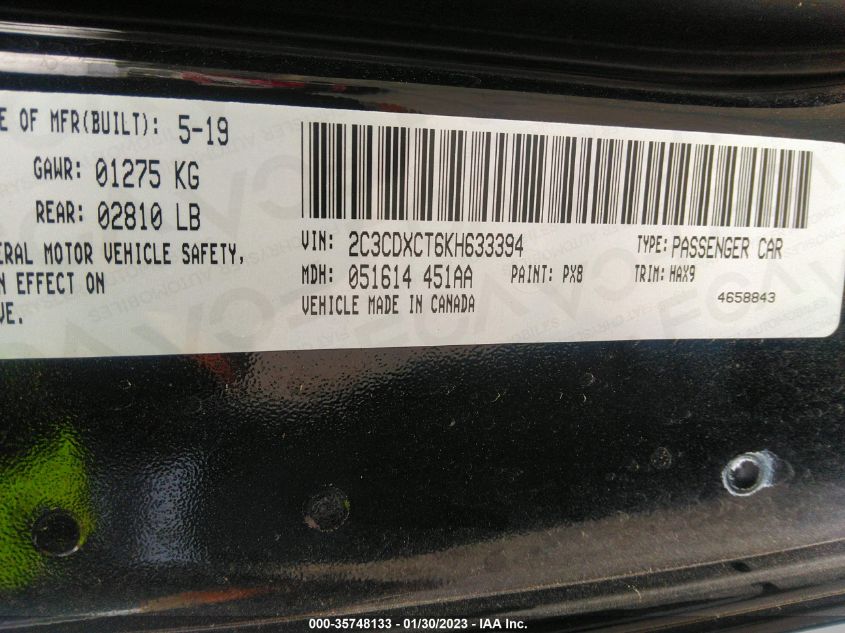 E OF MFR(BUILT): 5-19
GAWR: 01275 KG
REAR: 02810 LB
ERAL MOTOR VEHICLE SAFETY,
N EFFECT ON
VE.
VIN: 2C3CDXCT6KH633394 TYPE: PASSENGER CAR
MDH: 051614 451AA PAINT: PX8 TRIM: HAX9
VEHICLE MADE IN CANADA 4658843
000-35748133 - 01/30/2023 - IAA Inc.